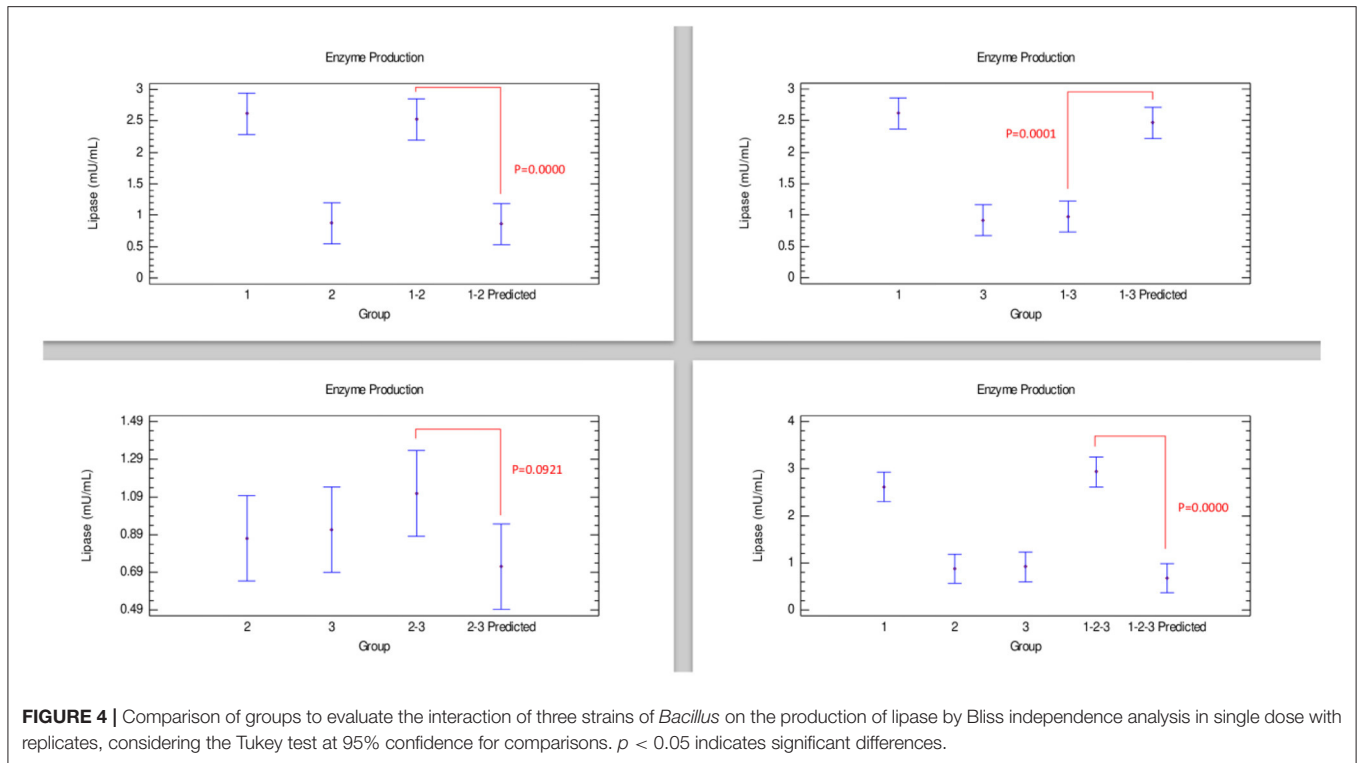 Enzyme Production
Lipase (mU/mL)
3
2.5
2
1.5
1
0.5
0
P=0.0000
1 2 1-2 1-2 Predicted
Group
Enzyme Production
Lipase (mU/mL)
3
2.5
2
1.5
1
0.5
0
P=0.0001
1 3 1-3 1-3 Predicted
Group
Enzyme Production
Lipase (mU/mL)
1.49
1.29
1.09
0.89
0.69
0.49
P=0.0921
2 3 2-3 2-3 Predicted
Group
Enzyme Production
Lipase (mU/mL)
4
3
2
1
0
P=0.0000
1 2 3 1-2-3 1-2-3 Predicted
Group
FIGURE 4 | Comparison of groups to evaluate the interaction of three strains of Bacillus on the production of lipase by Bliss independence analysis in single dose with
replicates, considering the Tukey test at 95% confidence for comparisons. p < 0.05 indicates significant differences.